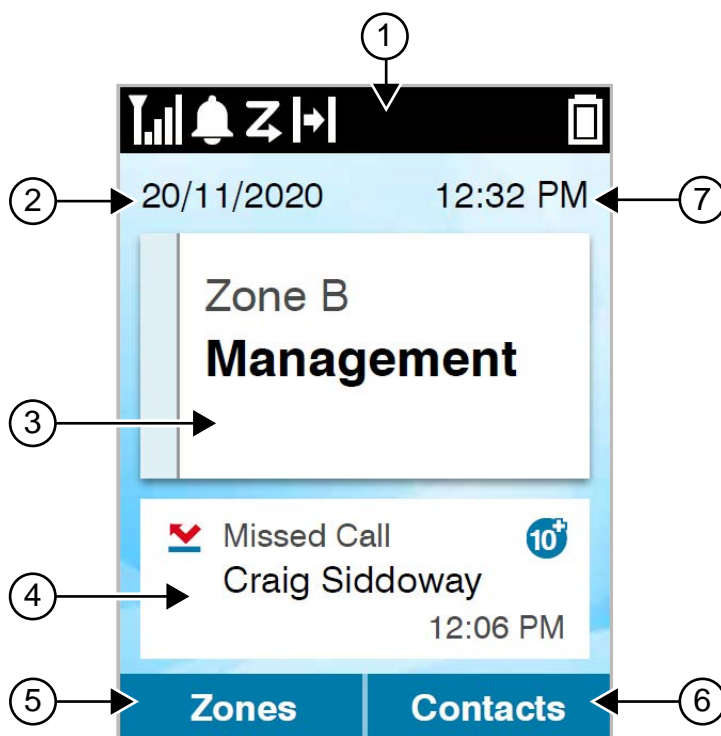 1
2
20/11/2020 12:32 PM
7
Zone B
Management
3
Missed Call 10+
Craig Siddoway
4
12:06 PM
5
Zones Contacts
6